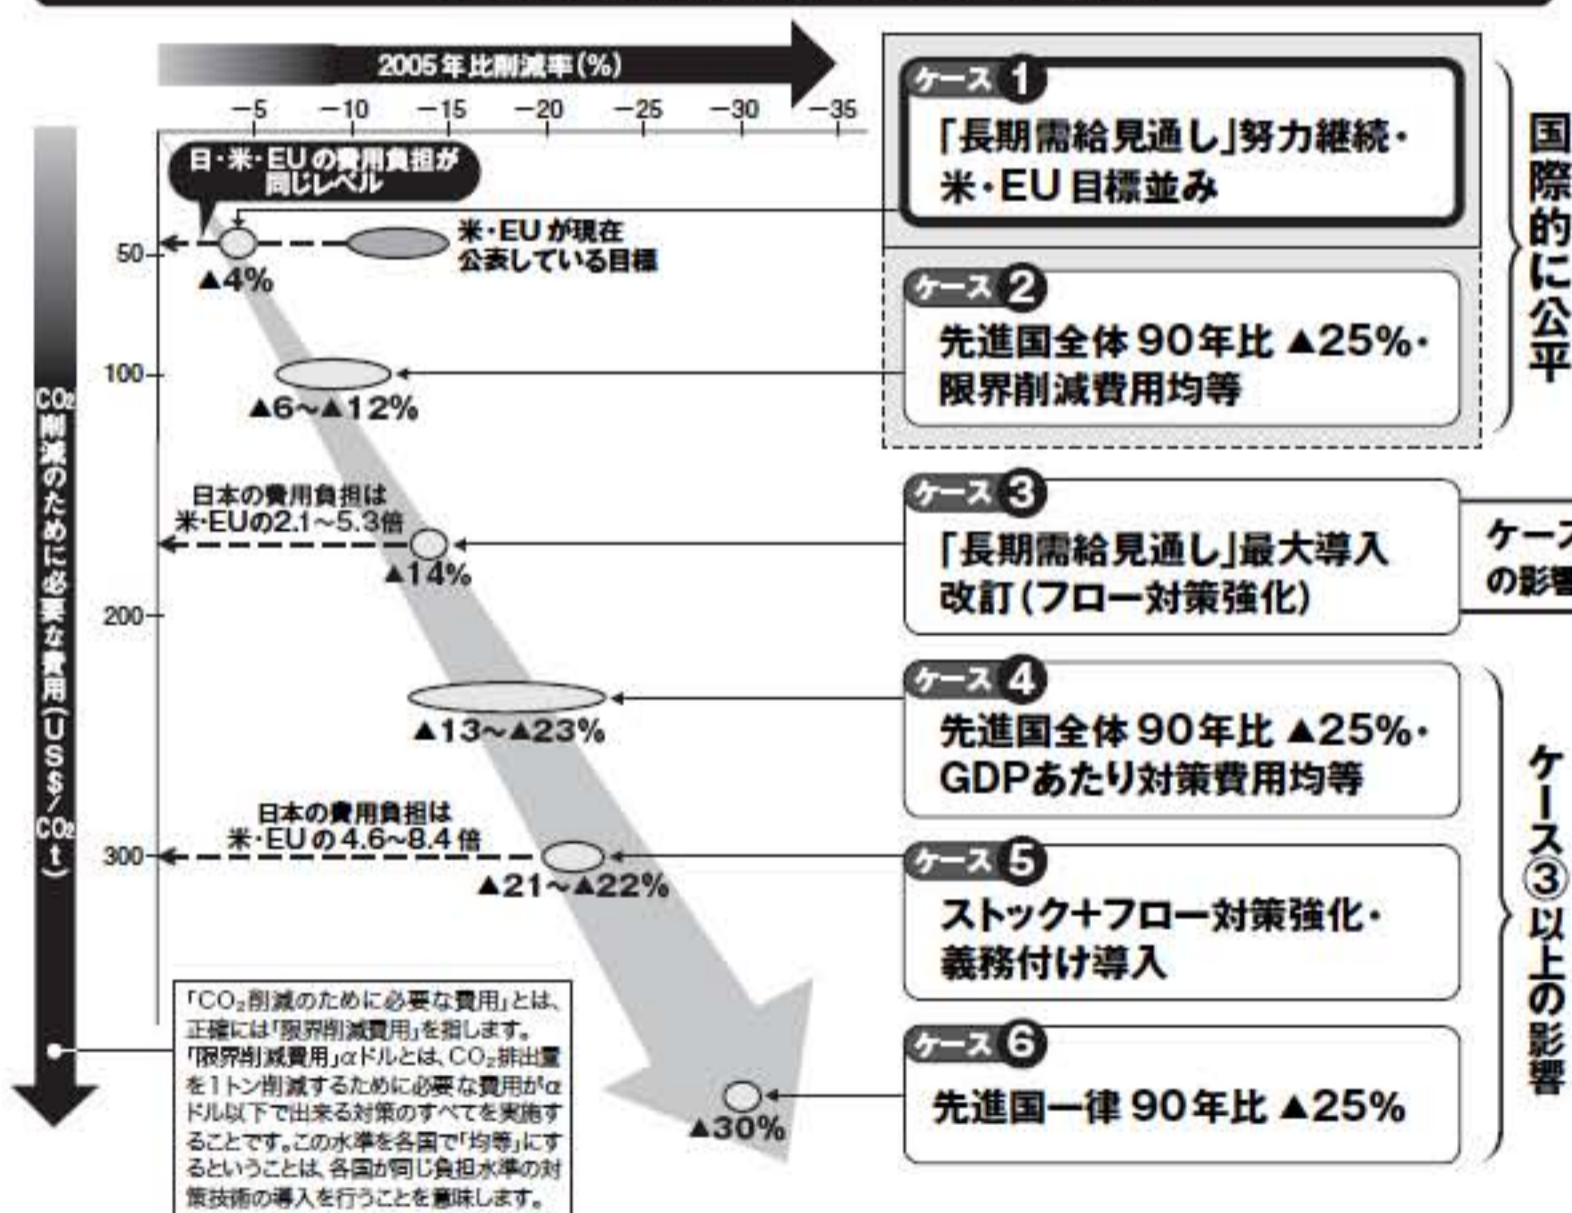 2005年比削減率(%)
-5
-10
-15
-20
-25
-30
-35
日・米・EUの費用負担が
同じレベル
米・EUが現在
公表している目標
50
▲4%
100
▲6~▲12%
日本の費用負担は
米・EUの2.1~5.3倍
▲14%
200
▲13~▲23%
日本の費用負担は
米・EUの4.6~8.4倍
300
▲21~▲22%
▲30%
CO₂削減のために必要な費用(US$/CO₂t)
「CO₂削減のために必要な費用」とは、
正確には「限界削減費用」を指します。
「限界削減費用」αドルとは、CO₂排出量
を1トン削減するために必要な費用がα
ドル以下で出来る対策のすべてを実施す
ることです。この水準を各国で「均等」にす
るということは、各国が同じ負担水準の対
策技術の導入を行うことを意味します。
ケース1
「長期需給見通し」努力継続・
米・EU目標並み
ケース2
先進国全体90年比 ▲25%・
限界削減費用均等
国際的に公平
ケース3
「長期需給見通し」最大導入
改訂(フロー対策強化)
ケース
の影響
ケース4
先進国全体90年比 ▲25%・
GDPあたり対策費用均等
ケース5
ストック+フロー対策強化・
義務付け導入
ケース6
先進国一律90年比 ▲25%
ケース③以上の影響